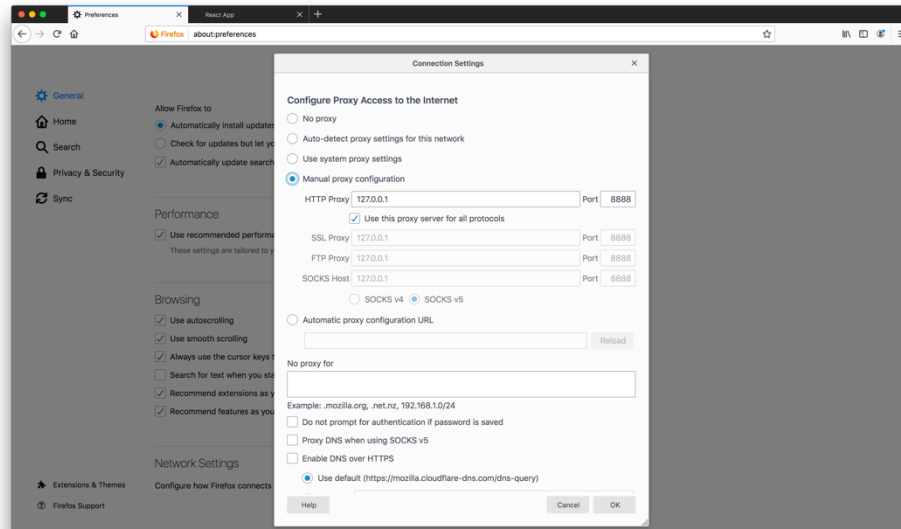 Preferences
React App
Firefox about:preferences
Connection Settings
General
Home
Search
Privacy & Security
Sync
Extensions & Themes
Firefox Support
Allow Firefox to
Automatically install updates
Check for updates but let yo
Automatically update search
Performance
Use recommended performa
These settings are tailored to y
Browsing
Use autoscrolling
Use smooth scrolling
Always use the cursor keys t
Search for text when you sta
Recommend extensions as y
Recommend features as you
Network Settings
Configure how Firefox connects
Configure Proxy Access to the Internet
No proxy
Auto-detect proxy settings for this network
Use system proxy settings
Manual proxy configuration
HTTP Proxy 127.0.0.1 Port 8888
Use this proxy server for all protocols
SSL Proxy 127.0.0.1 Port 8888
FTP Proxy 127.0.0.1 Port 8888
SOCKS Host 127.0.0.1 Port 8888
SOCKS v4 SOCKS v5
Automatic proxy configuration URL
Reload
No proxy for
Example: .mozilla.org, .net.nz, 192.168.1.0/24
Do not prompt for authentication if password is saved
Proxy DNS when using SOCKS v5
Enable DNS over HTTPS
Use default (https://mozilla.cloudflare-dns.com/dns-query)
Help Cancel OK